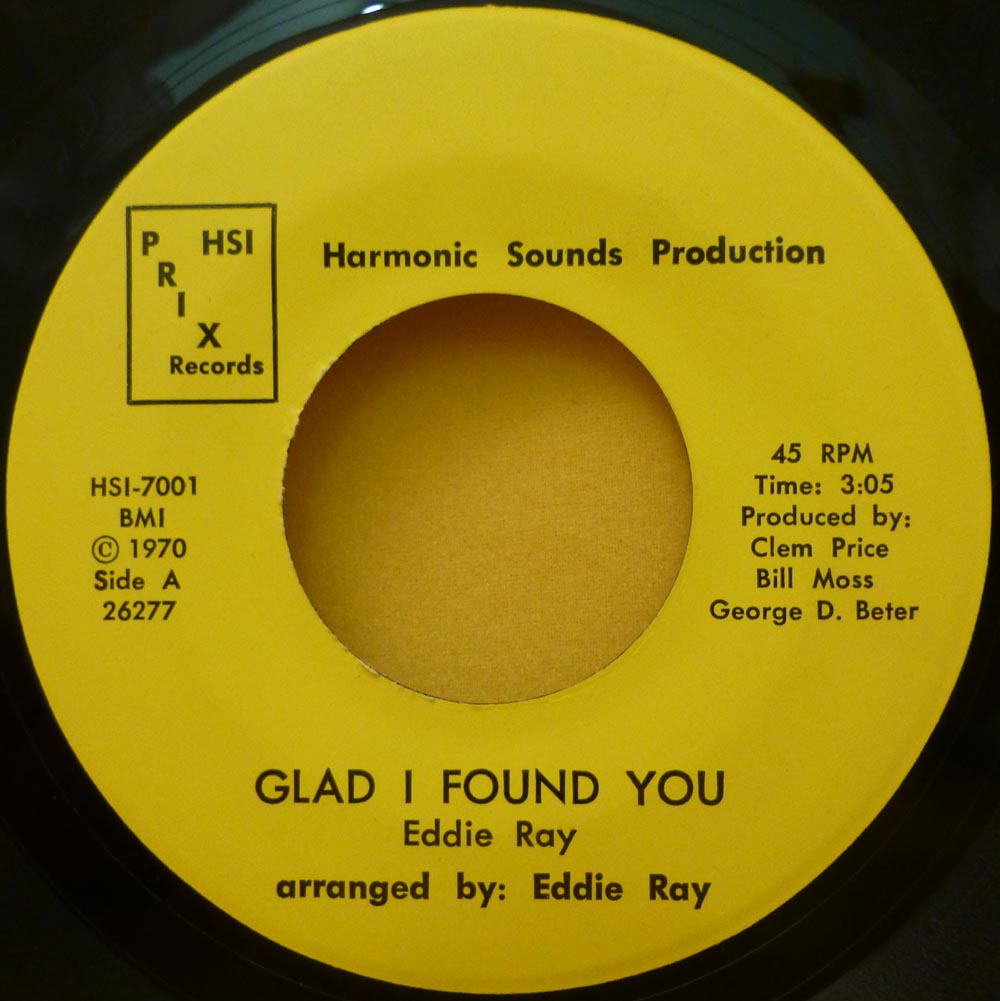 P HSI
R
I
X
Records
Harmonic Sounds Production
HSI-7001
BMI
© 1970
Side A
26277
45 RPM
Time: 3:05
Produced by:
Clem Price
Bill Moss
George D. Beter
GLAD I FOUND YOU
Eddie Ray
arranged by: Eddie Ray